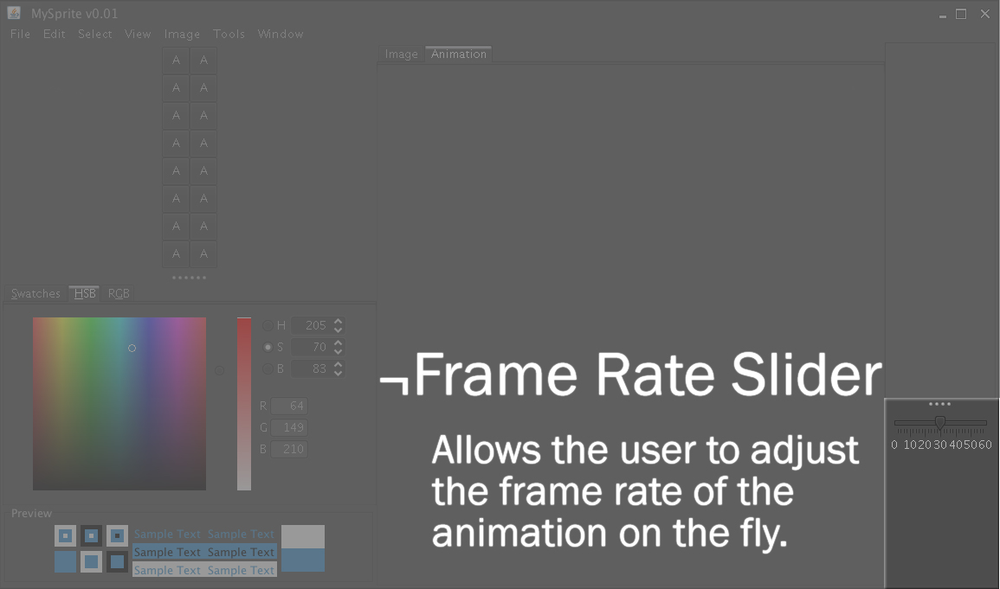 MySprite v0.01
File Edit Select View Image Tools Window
A A
A A
A A
A A
A A
A A
A A
A A
Image Animation
Swatches HSB RGB
H 205
S 70
B 83
R 64
G 149
B 210
¬Frame Rate Slider
Allows the user to adjust
the frame rate of the
animation on the fly.
0 10 20 30 40 50 60
Preview
Sample Text Sample Text
Sample Text Sample Text
Sample Text Sample Text